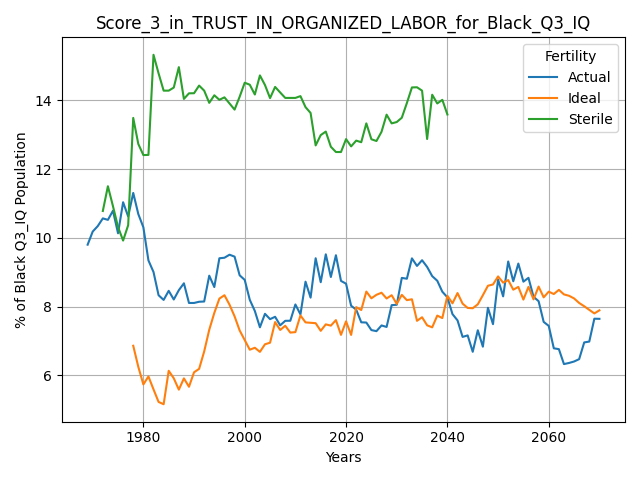 Score_3_in_TRUST_IN_ORGANIZED_LABOR_for_Black_Q3_IQ
Fertility
Actual
Ideal
Sterile
% of Black Q3_IQ Population
14
12
10
8
6
1980
2000
2020
2040
2060
Years